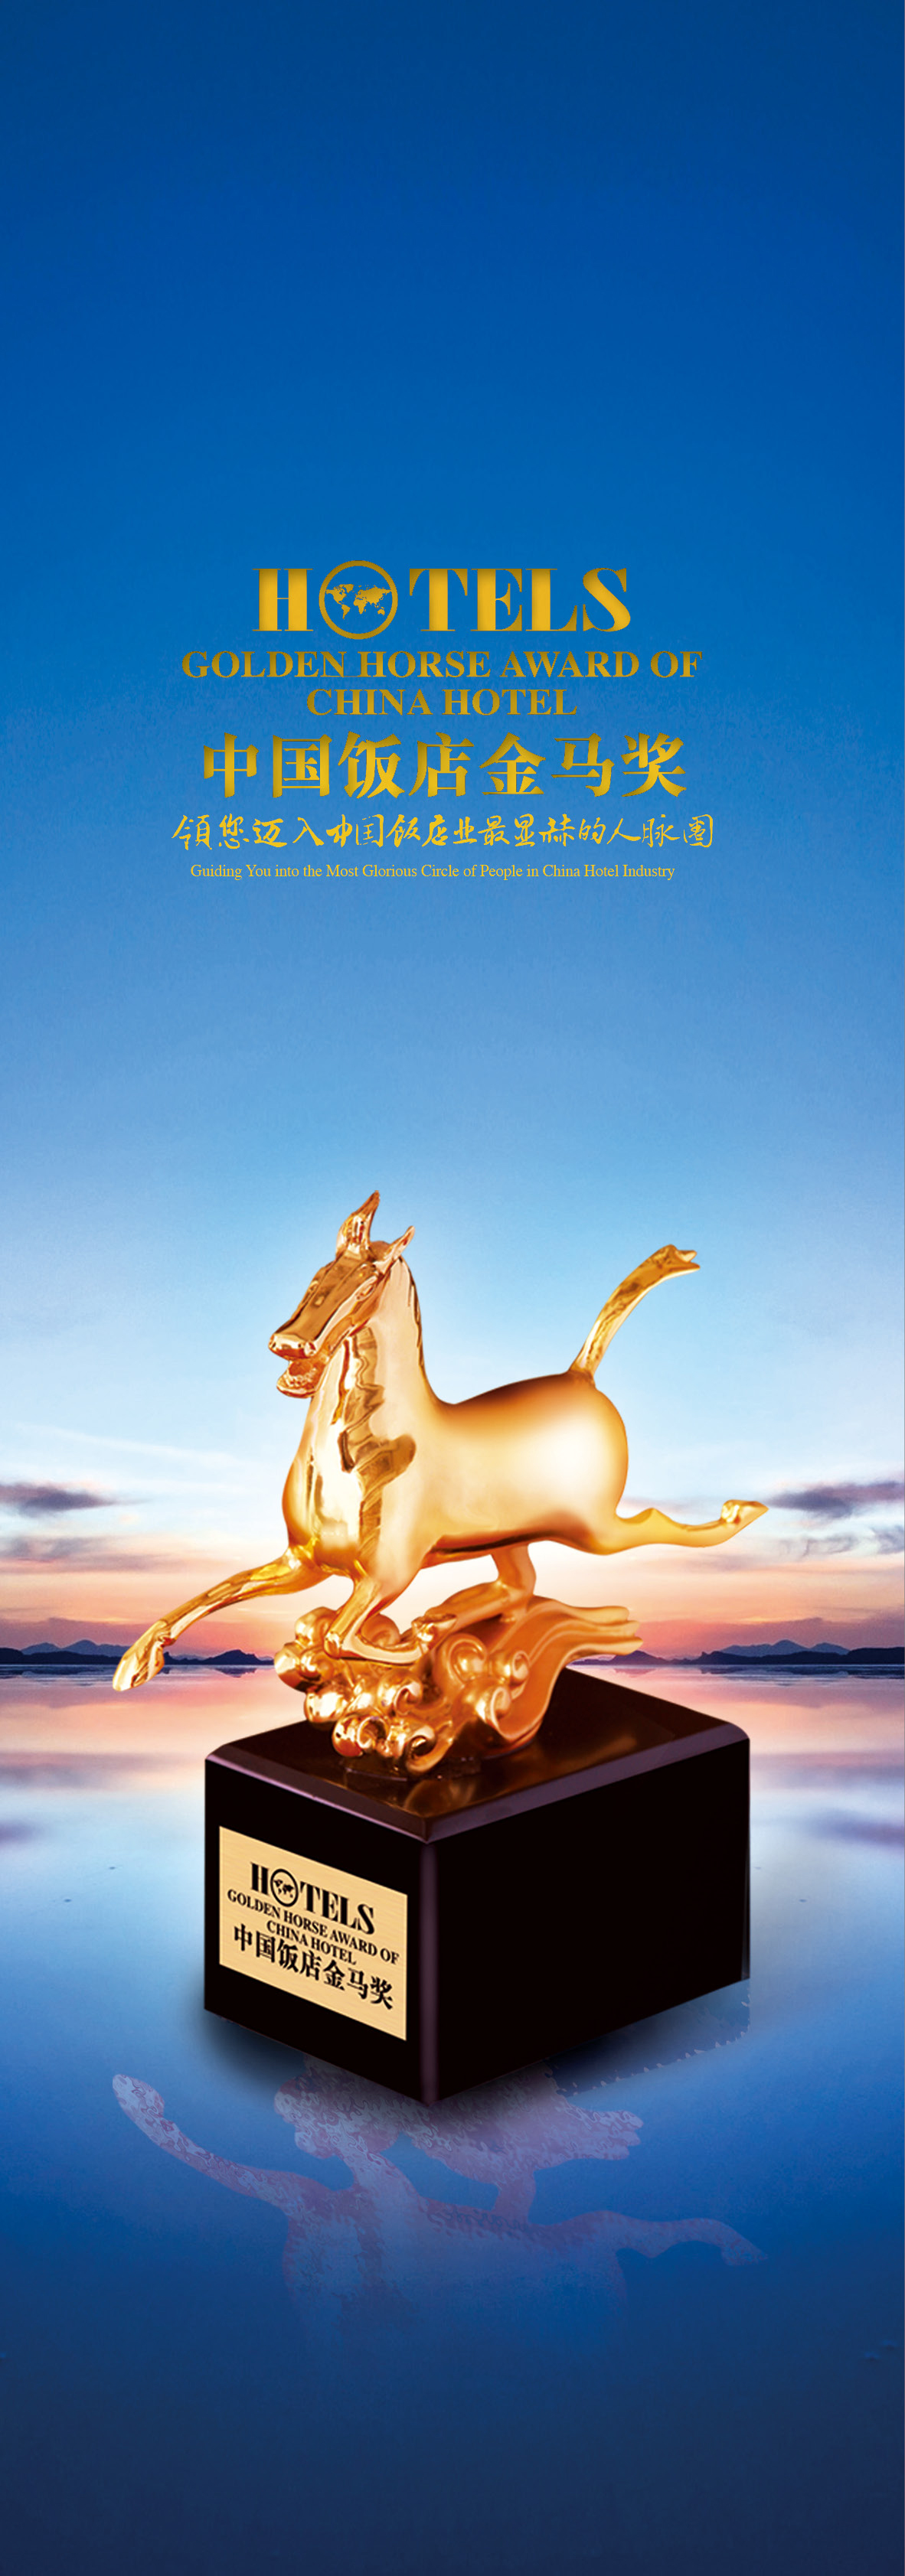 HOTELS
GOLDEN HORSE AWARD OF
CHINA HOTEL
中国饭店金马奖
领您迈入中国饭店业最显赫的人脉圈
Guiding You into the Most Glorious Circle of People in China Hotel Industry
HOTELS
GOLDEN HORSE AWARD OF
CHINA HOTEL
中国饭店金马奖